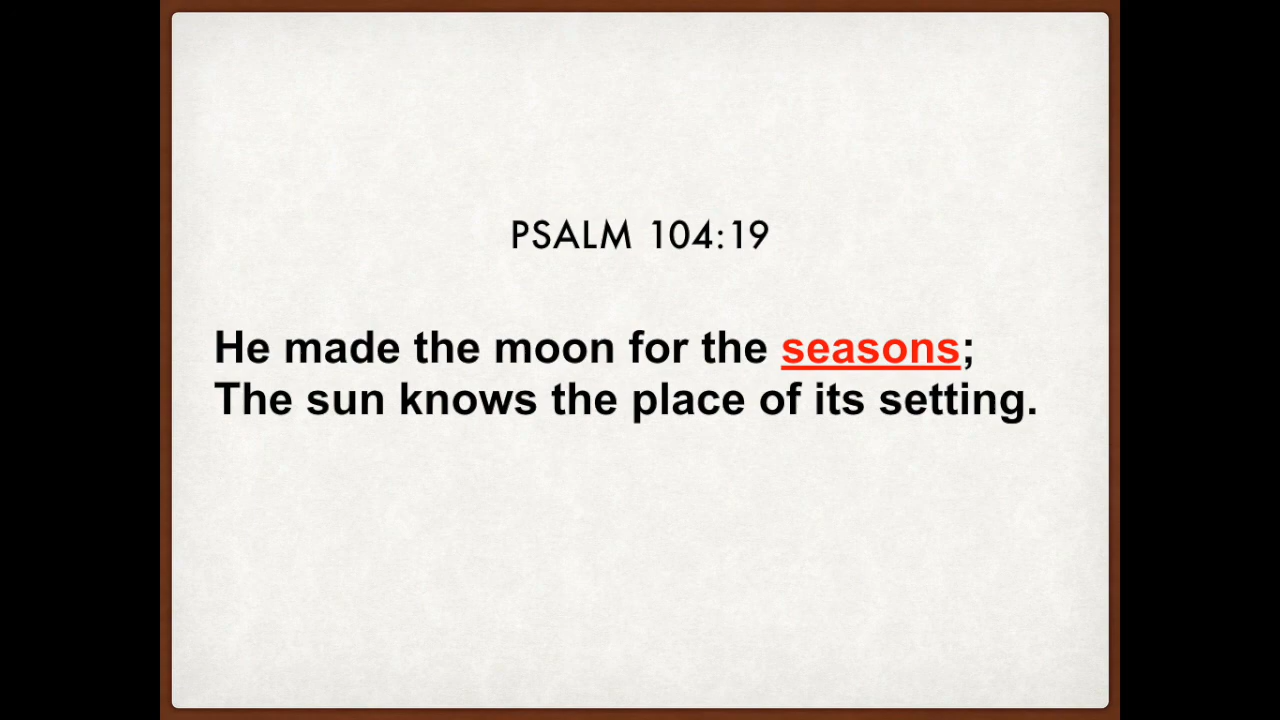 PSALM 104:19
He made the moon for the seasons;
The sun knows the place of its setting.